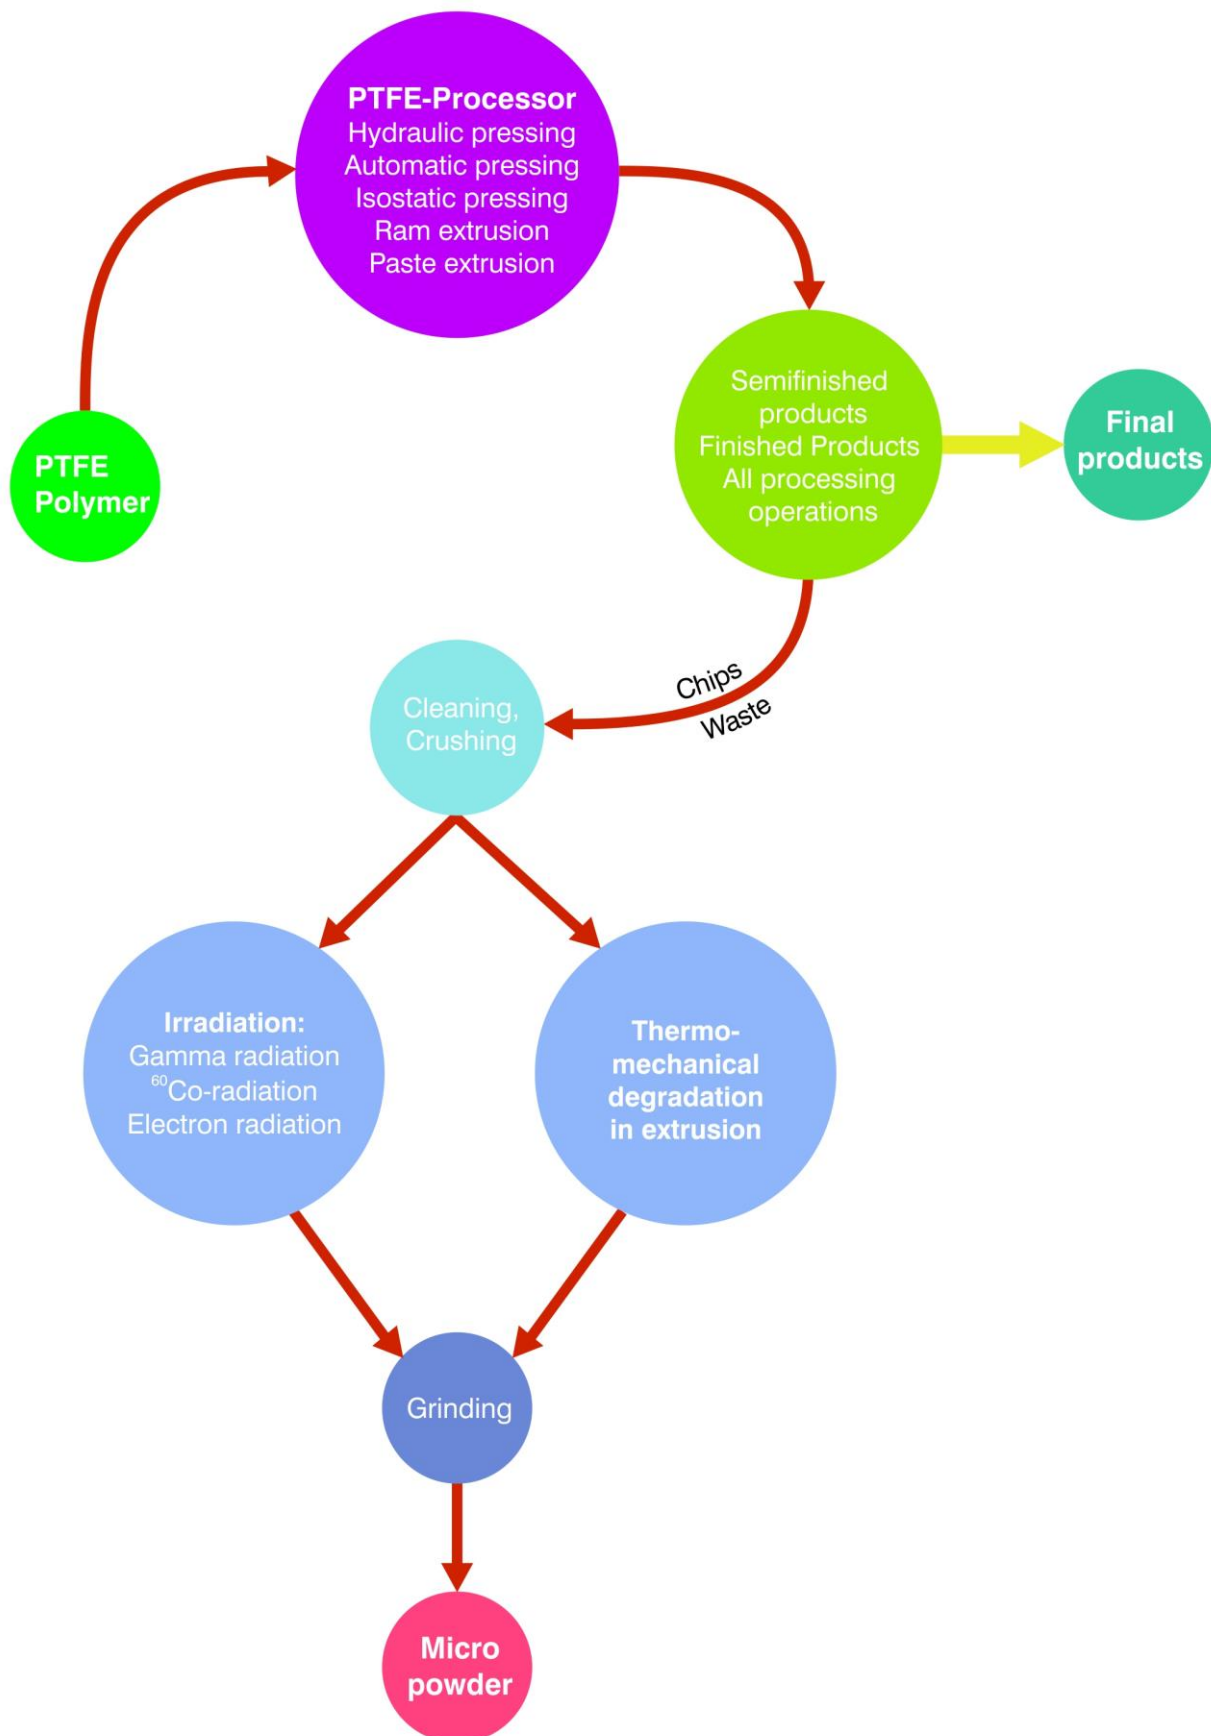 PTFE-Processor
Hydraulic pressing
Automatic pressing
Isostatic pressing
Ram extrusion
Paste extrusion
PTFE
Polymer
Semifinished
products
Finished Products
All processing
operations
Final
products
Chips
Waste
Cleaning,
Crushing
Irradiation:
Gamma radiation
⁶⁰Co-radiation
Electron radiation
Thermo-
mechanical
degradation
in extrusion
Grinding
Micro
powder